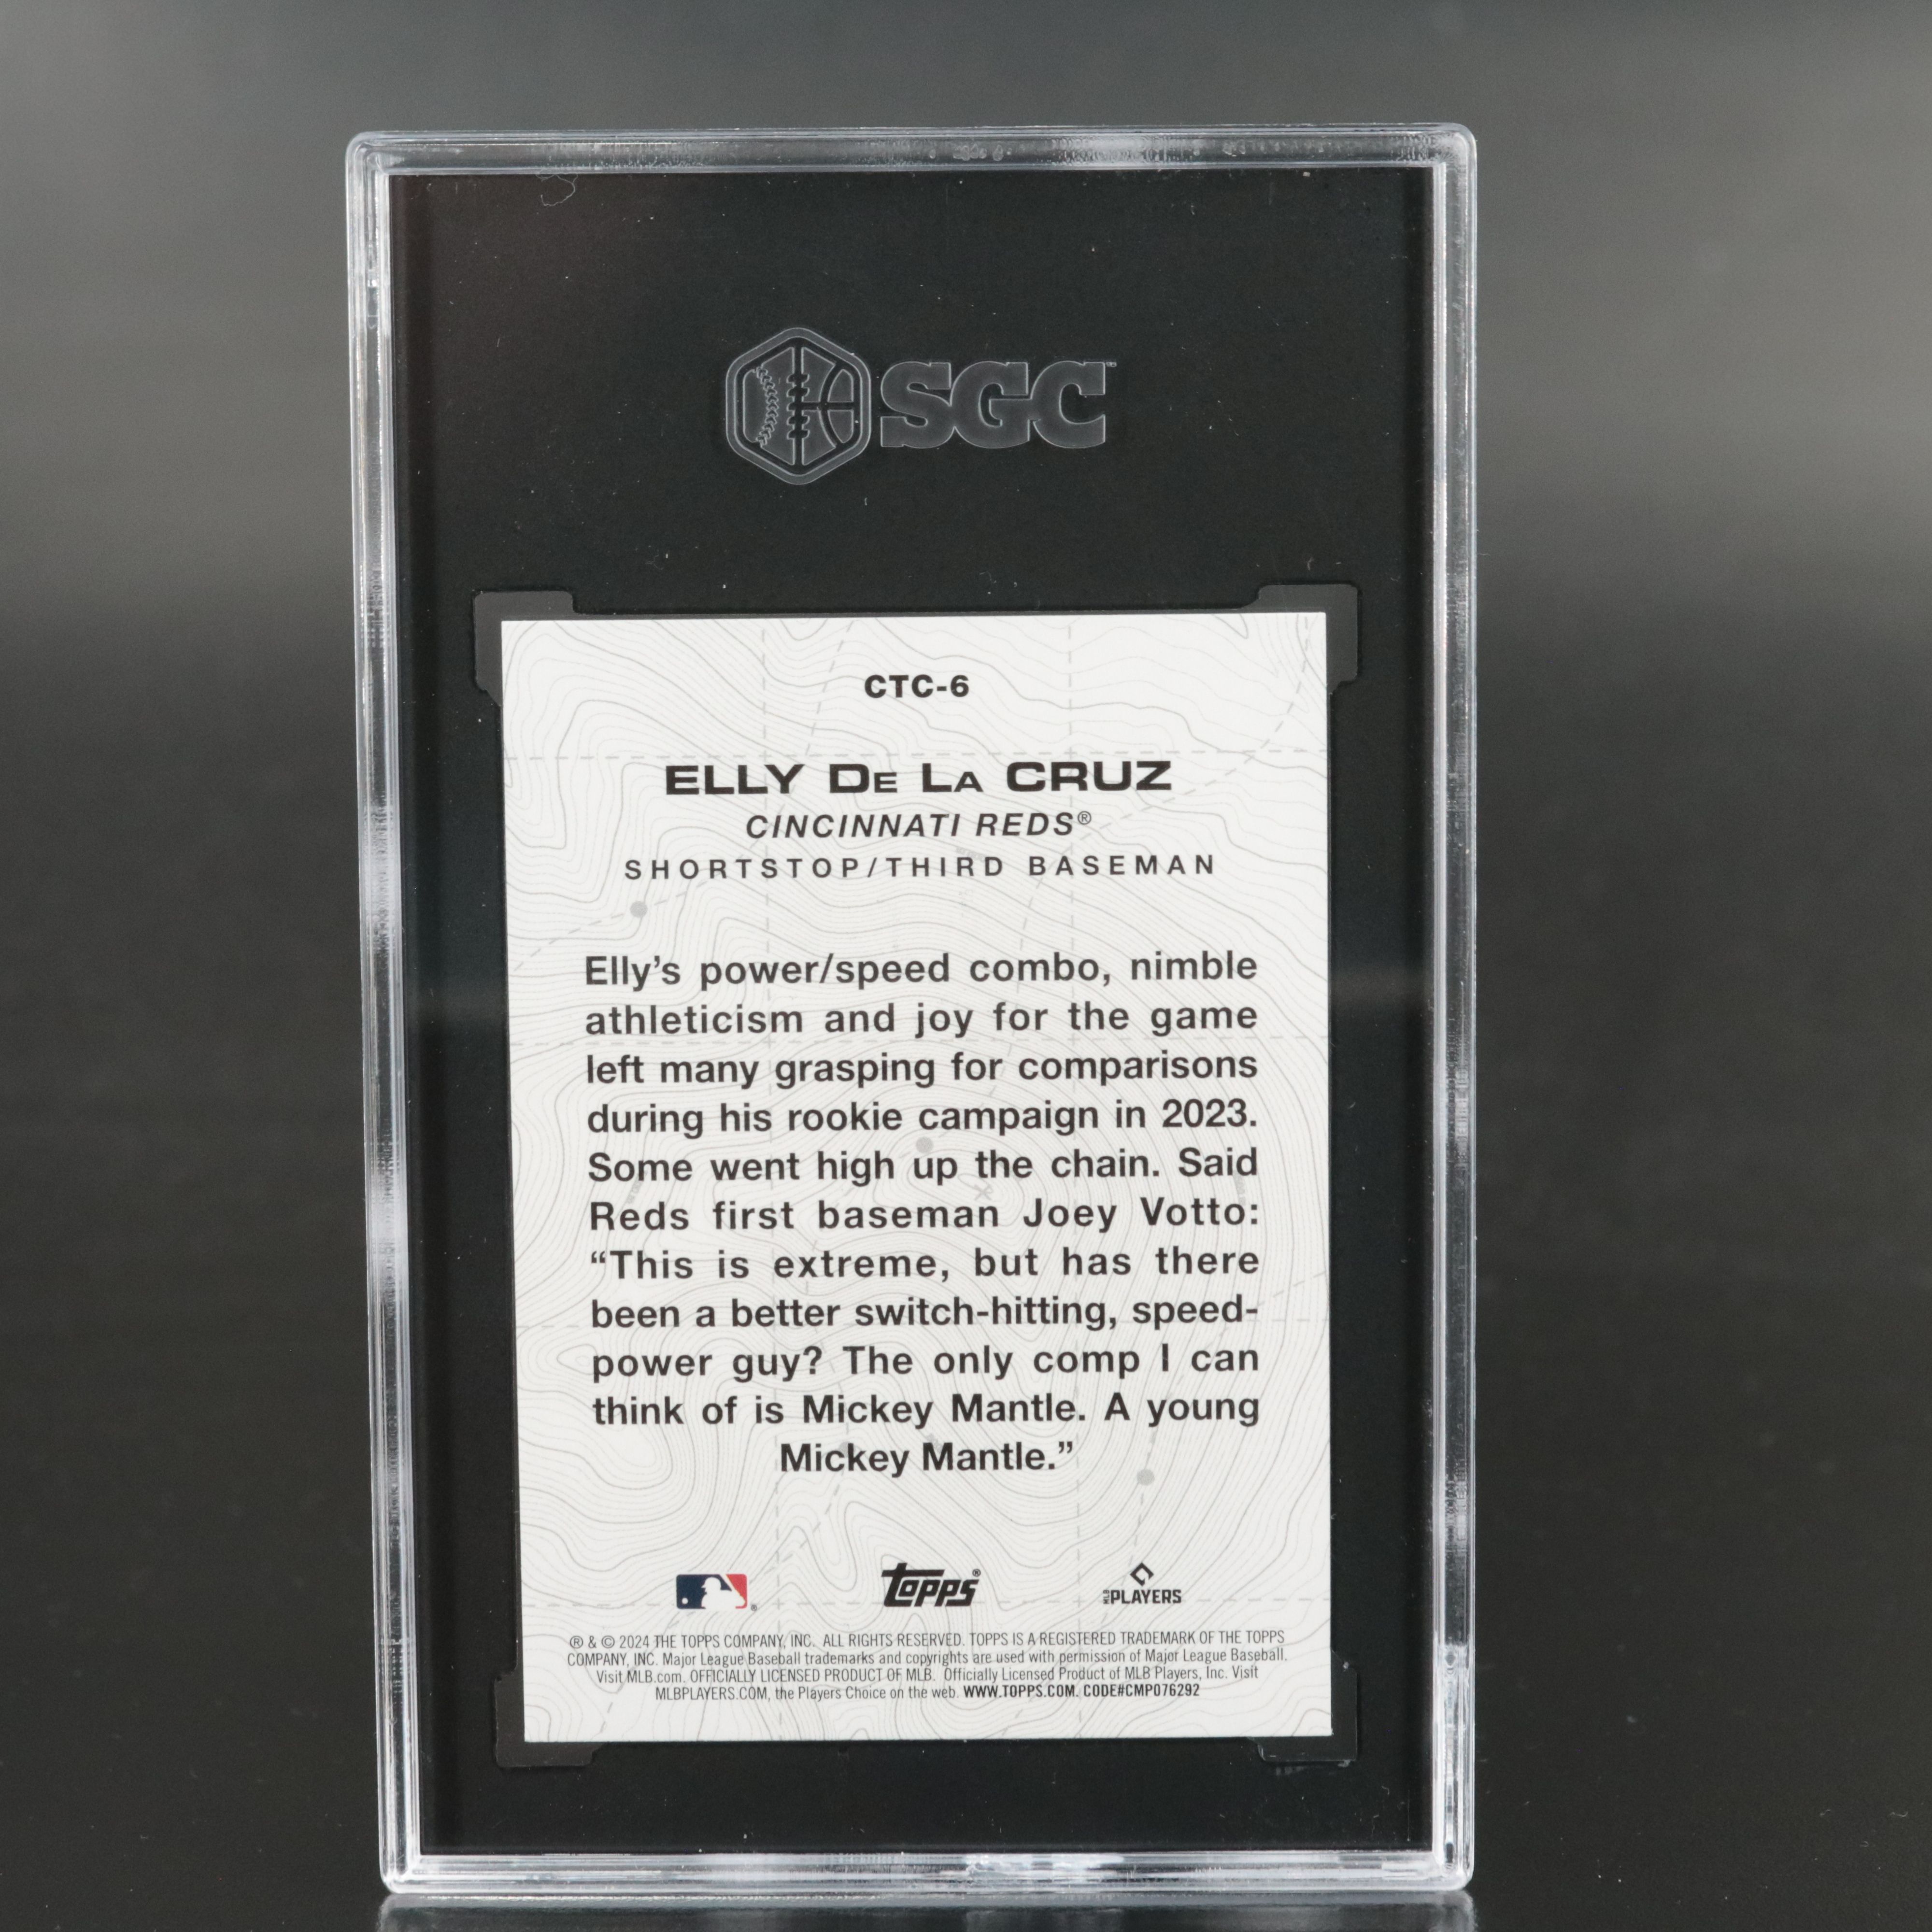 SGC™
CTC-6
ELLY DE LA CRUZ
CINCINNATI REDS®
SHORTSTOP/THIRD BASEMAN
Elly’s power/speed combo, nimble
athleticism and joy for the game
left many grasping for comparisons
during his rookie campaign in 2023.
Some went high up the chain. Said
Reds first baseman Joey Votto:
“This is extreme, but has there
been a better switch-hitting, speed-
power guy? The only comp I can
think of is Mickey Mantle. A young
Mickey Mantle.”
topps®
MLB PLAYERS
® & © 2024 THE TOPPS COMPANY, INC. ALL RIGHTS RESERVED. TOPPS IS A REGISTERED TRADEMARK OF THE TOPPS
COMPANY, INC. Major League Baseball trademarks and copyrights are used with permission of Major League Baseball.
Visit MLB.com. OFFICIALLY LICENSED PRODUCT OF MLB. Officially Licensed Product of MLB Players, Inc. Visit
MLBPLAYERS.COM, the Players Choice on the web. WWW.TOPPS.COM. CODE#CMP076292